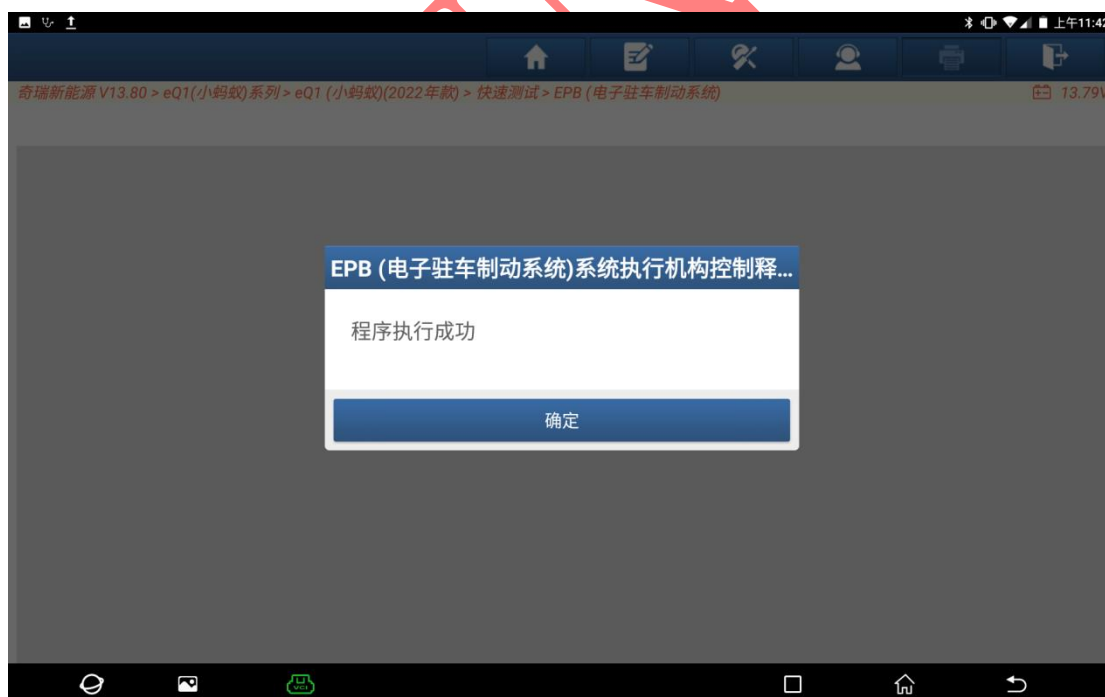 上午11:42
奇瑞新能源 V13.80 > eQ1(小蚂蚁)系列 > eQ1 (小蚂蚁)(2022年款) > 快速测试 > EPB (电子驻车制动系统)
13.79V
EPB (电子驻车制动系统)系统执行机构控制释...
程序执行成功
确定
VCI